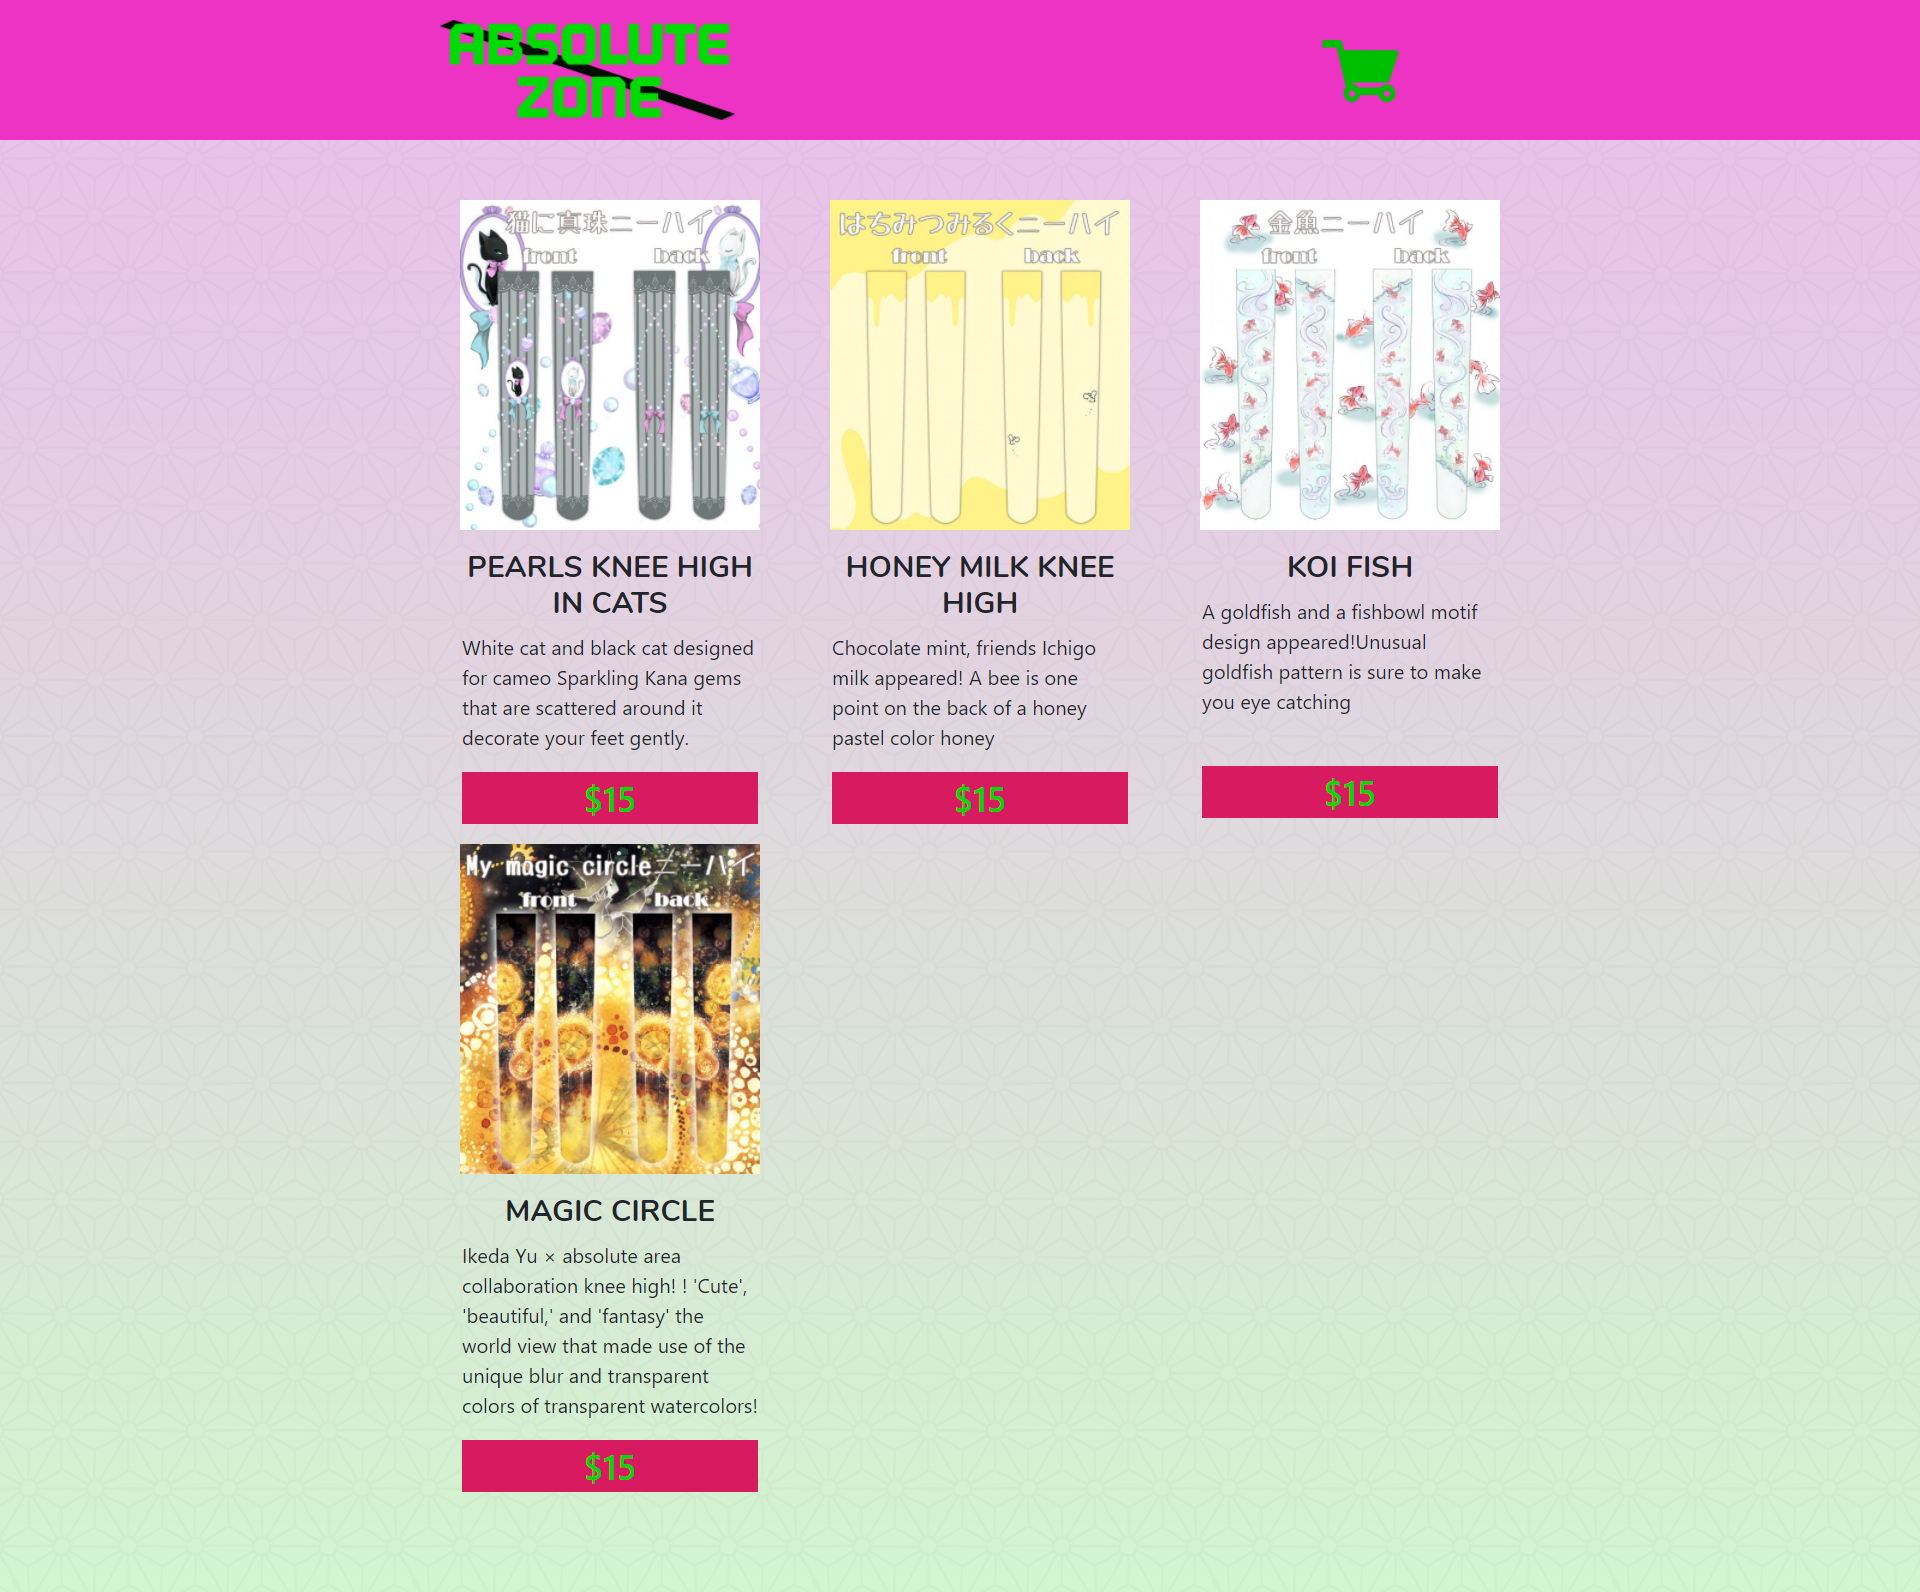 ABSOLUTE
ZONE
猫に真珠ニーハイ
front back
PEARLS KNEE HIGH
IN CATS
White cat and black cat designed
for cameo Sparkling Kana gems
that are scattered around it
decorate your feet gently.
$15
はちみつみるくニーハイ
front back
HONEY MILK KNEE
HIGH
Chocolate mint, friends Ichigo
milk appeared! A bee is one
point on the back of a honey
pastel color honey
$15
金魚ニーハイ
front back
KOI FISH
A goldfish and a fishbowl motif
design appeared!Unusual
goldfish pattern is sure to make
you eye catching
$15
My magic circleニーハイ
front back
MAGIC CIRCLE
Ikeda Yu × absolute area
collaboration knee high! ! 'Cute',
'beautiful,' and 'fantasy' the
world view that made use of the
unique blur and transparent
colors of transparent watercolors!
$15